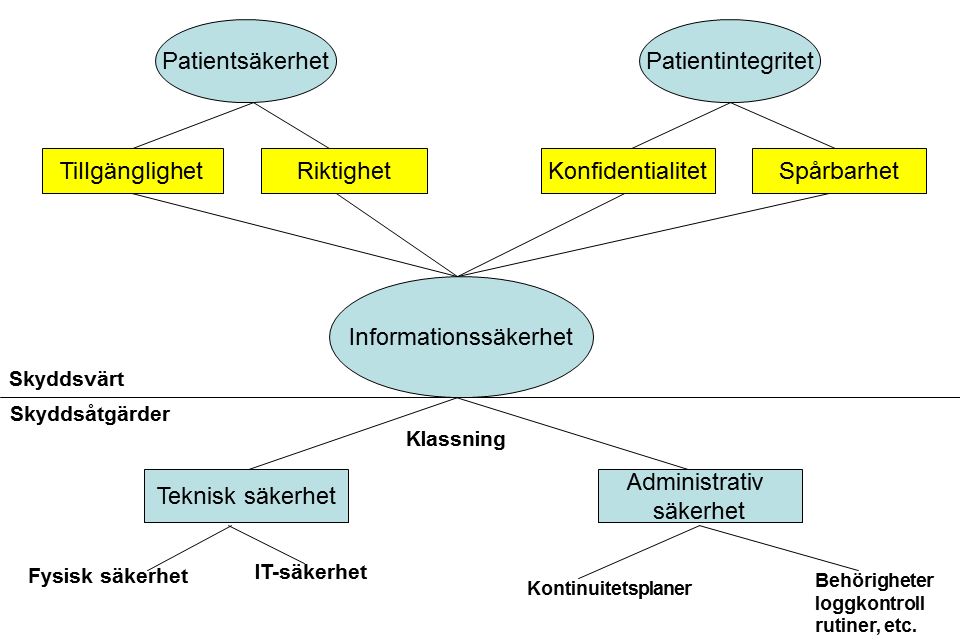 Patientsäkerhet
Patientintegritet
Tillgänglighet
Riktighet
Konfidentialitet
Spårbarhet
Informationssäkerhet
Skyddsvärt
Skyddsåtgärder
Klassning
Teknisk säkerhet
Administrativ
säkerhet
Fysisk säkerhet
IT-säkerhet
Kontinuitetsplaner
Behörigheter
loggkontroll
rutiner, etc.